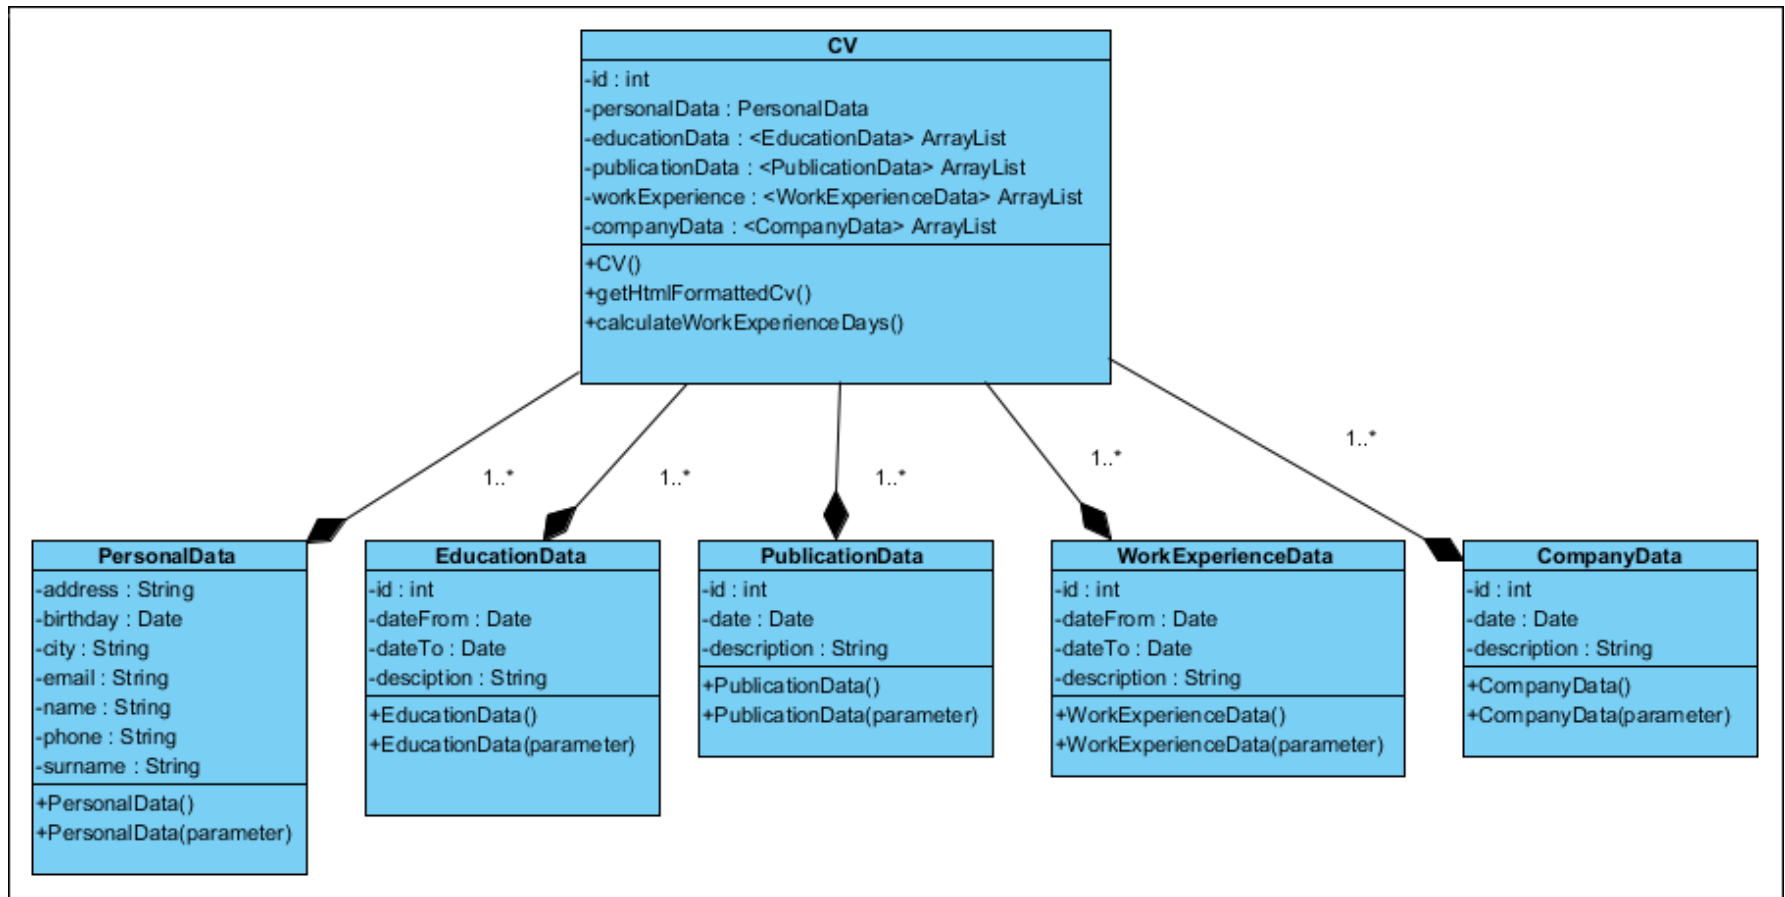 CV
-id : int
-personalData : PersonalData
-educationData : <EducationData> ArrayList
-publicationData : <PublicationData> ArrayList
-workExperience : <WorkExperienceData> ArrayList
-companyData : <CompanyData> ArrayList
+CV()
+getHtmlFormattedCv()
+calculateWorkExperienceDays()
1..*
1..*
1..*
1..*
1..*
PersonalData
-address : String
-birthday : Date
-city : String
-email : String
-name : String
-phone : String
-surname : String
+PersonalData()
+PersonalData(parameter)
EducationData
-id : int
-dateFrom : Date
-dateTo : Date
-desciption : String
+EducationData()
+EducationData(parameter)
PublicationData
-id : int
-date : Date
-description : String
+PublicationData()
+PublicationData(parameter)
WorkExperienceData
-id : int
-dateFrom : Date
-dateTo : Date
-description : String
+WorkExperienceData()
+WorkExperienceData(parameter)
CompanyData
-id : int
-date : Date
-description : String
+CompanyData()
+CompanyData(parameter)